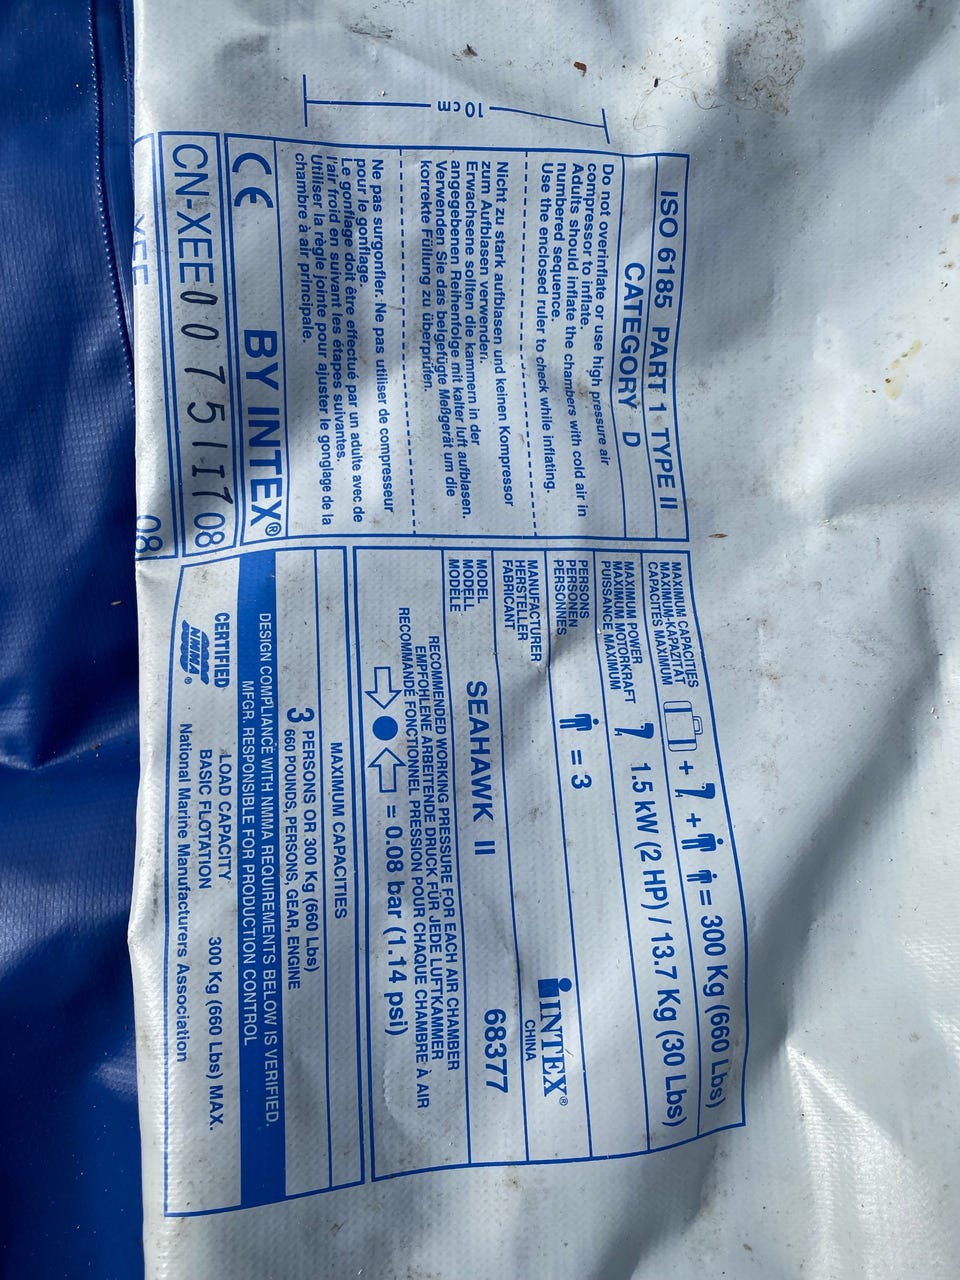 10cm
ISO 6185 PART 1 TYPE II
CATEGORY D
Do not overinflate or use high pressure air
compressor to inflate.
Adults should inflate the chambers with cold air in
numbered sequence.
Use the enclosed ruler to check while inflating.
Nicht zu stark aufblasen und keinen Kompressor
zum Aufblasen verwenden.
Erwachsene sollten die kammern in der
angegebenen Reihenfolge mit kalter luft aufblasen.
Verwenden Sie das beigefügte Meßgerät um die
korrekte Füllung zu überprüfen.
Ne pas surgonfler. Ne pas utiliser de compresseur
pour le gonflage.
Le gonflage doit être effectué par un adulte avec de
l'air froid en suivant les étapes suivantes.
Utiliser la règle jointe pour ajuster le gonglage de la
chambre à air principale.
CE BY INTEX®
CN-XEE00751I708
XEE 08
MAXIMUM CAPACITIES
MAXIMUM-KAPAZITÄT
CAPACITES MAXIMUM
+ + = 300 Kg (660 Lbs)
MAXIMUM POWER
MAXIMUM MOTORKRAFT
PUISSANCE MAXIMUM
1.5 kW (2 HP) / 13.7 Kg (30 Lbs)
PERSONS
PERSONEN
PERSONNES
= 3
MANUFACTURER
HERSTELLER
FABRICANT
INTEX®
CHINA
MODEL
MODELL
MODÈLE
SEAHAWK II 68377
RECOMMENDED WORKING PRESSURE FOR EACH AIR CHAMBER
EMPFOHLENE ARBEITENDE DRUCK FÜR JEDE LUFTKAMMER
RECOMMANDÉ FONCTIONNEL PRESSION POUR CHAQUE CHAMBRE À AIR
= 0.08 bar (1.14 psi)
MAXIMUM CAPACITIES
3 PERSONS OR 300 Kg (660 Lbs)
660 POUNDS, PERSONS, GEAR, ENGINE
DESIGN COMPLIANCE WITH NMMA REQUIREMENTS BELOW IS VERIFIED.
MFGR. RESPONSIBLE FOR PRODUCTION CONTROL
CERTIFIED
NMMA®
LOAD CAPACITY
BASIC FLOTATION
300 Kg (660 Lbs) MAX.
National Marine Manufacturers Association